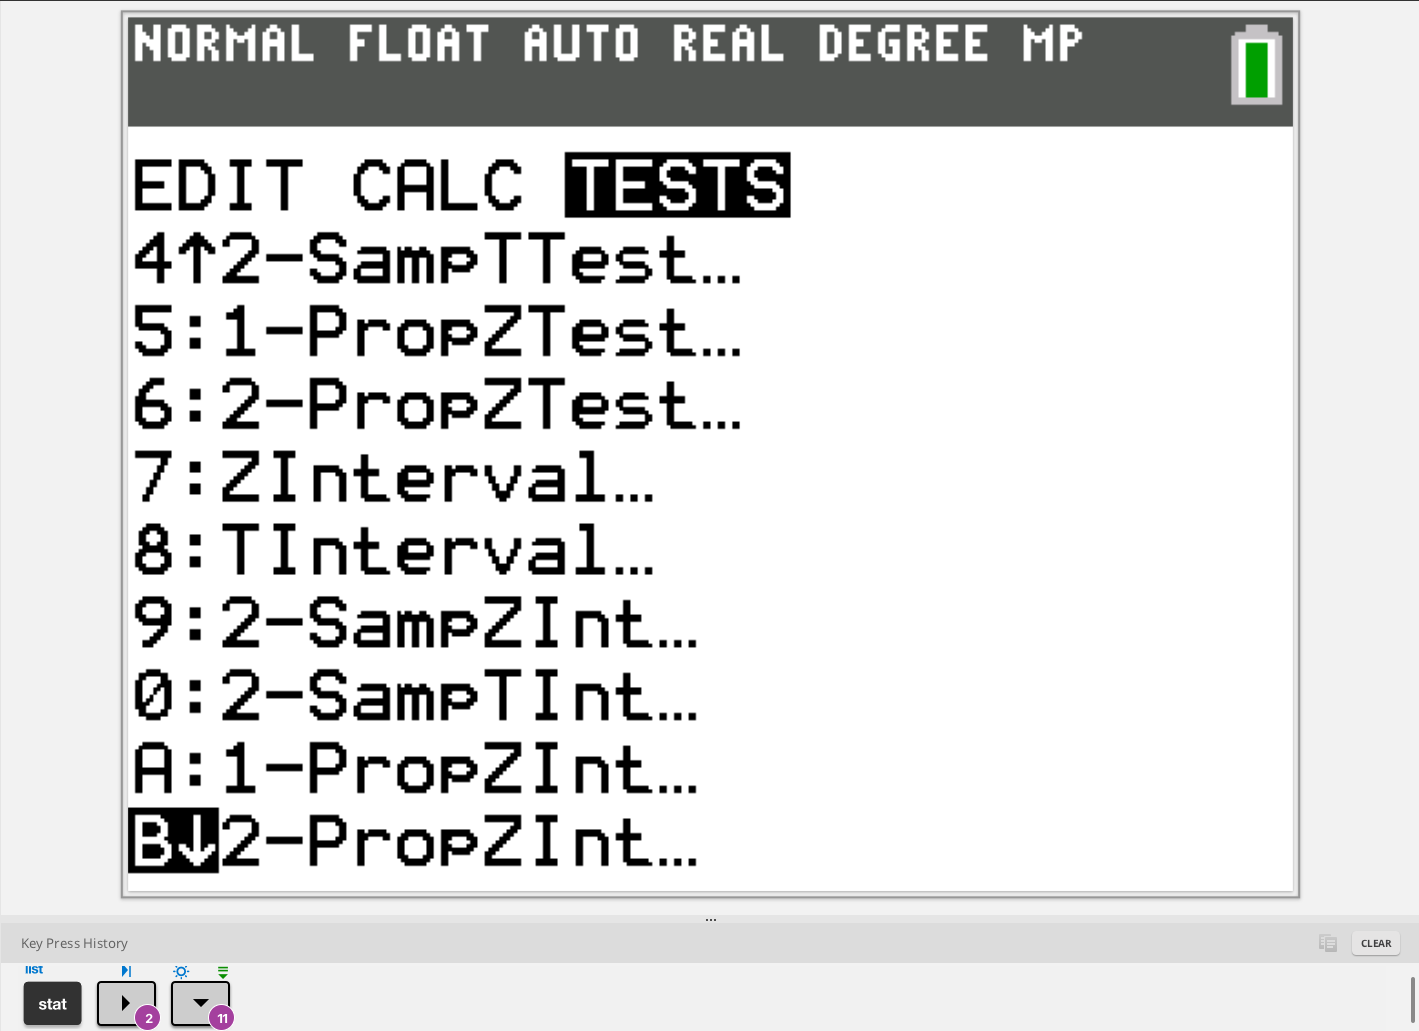 NORMAL FLOAT AUTO REAL DEGREE MP
EDIT CALC TESTS
4↑2-SampTTest…
5:1-PropZTest…
6:2-PropZTest…
7:ZInterval…
8:TInterval…
9:2-SampZInt…
0:2-SampTInt…
A:1-PropZInt…
B↓2-PropZInt…
Key Press History
CLEAR
list
stat
2
11